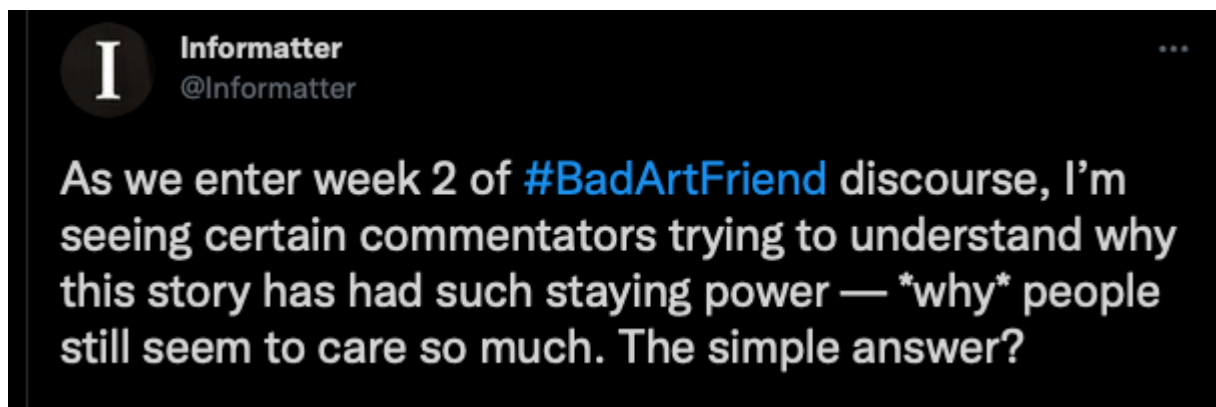 I
Informatter
@Informatter
As we enter week 2 of #BadArtFriend discourse, I’m
seeing certain commentators trying to understand why
this story has had such staying power — *why* people
still seem to care so much. The simple answer?